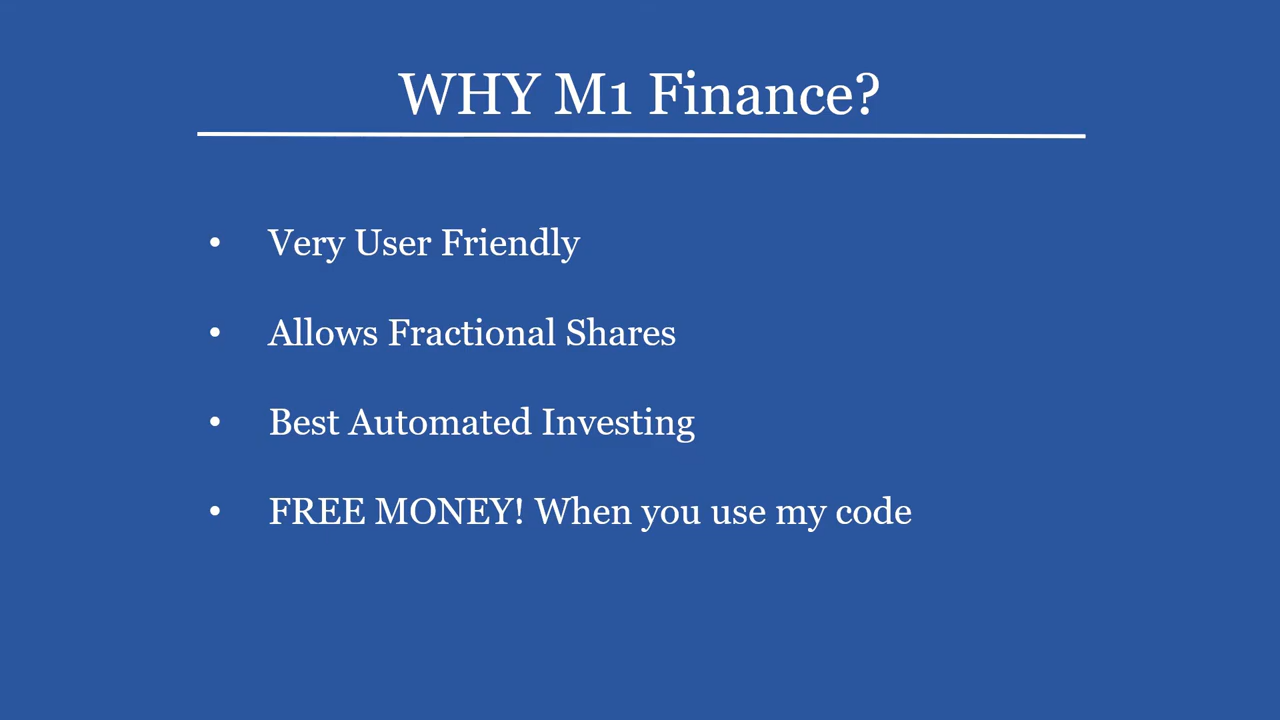 WHY M1 Finance?
• Very User Friendly
• Allows Fractional Shares
• Best Automated Investing
• FREE MONEY! When you use my code